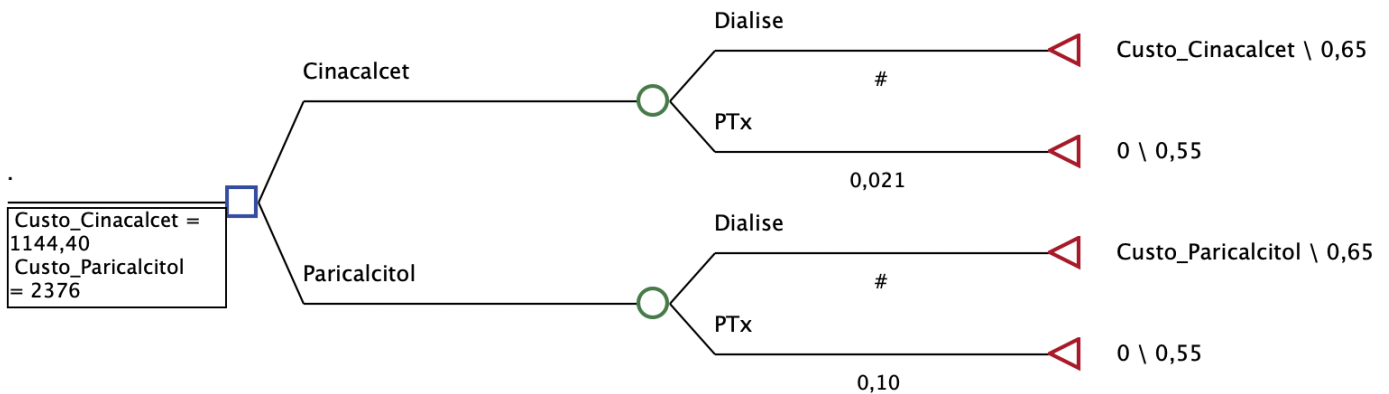 Dialise
Custo_Cinacalcet \ 0,65
#
Cinacalcet
PTx
0 \ 0,55
0,021
.
Custo_Cinacalcet =
1144,40
Custo_Paricalcitol
= 2376
Dialise
Custo_Paricalcitol \ 0,65
#
Paricalcitol
PTx
0 \ 0,55
0,10